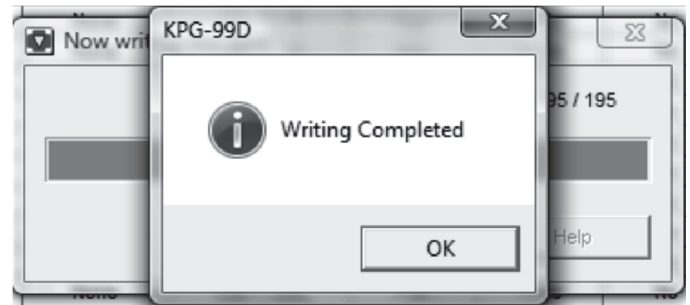 KPG-99D
Now writ
95 / 195
Writing Completed
OK
Help